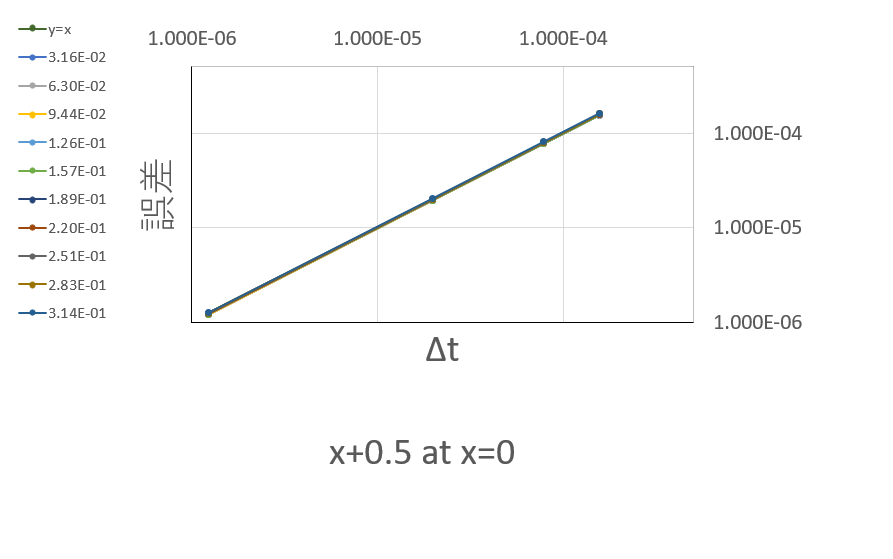 y=x
3.16E-02
6.30E-02
9.44E-02
1.26E-01
1.57E-01
1.89E-01
2.20E-01
2.51E-01
2.83E-01
3.14E-01
1.000E-06 1.000E-05 1.000E-04
誤差
1.000E-04
1.000E-05
1.000E-06
Δt
x+0.5 at x=0